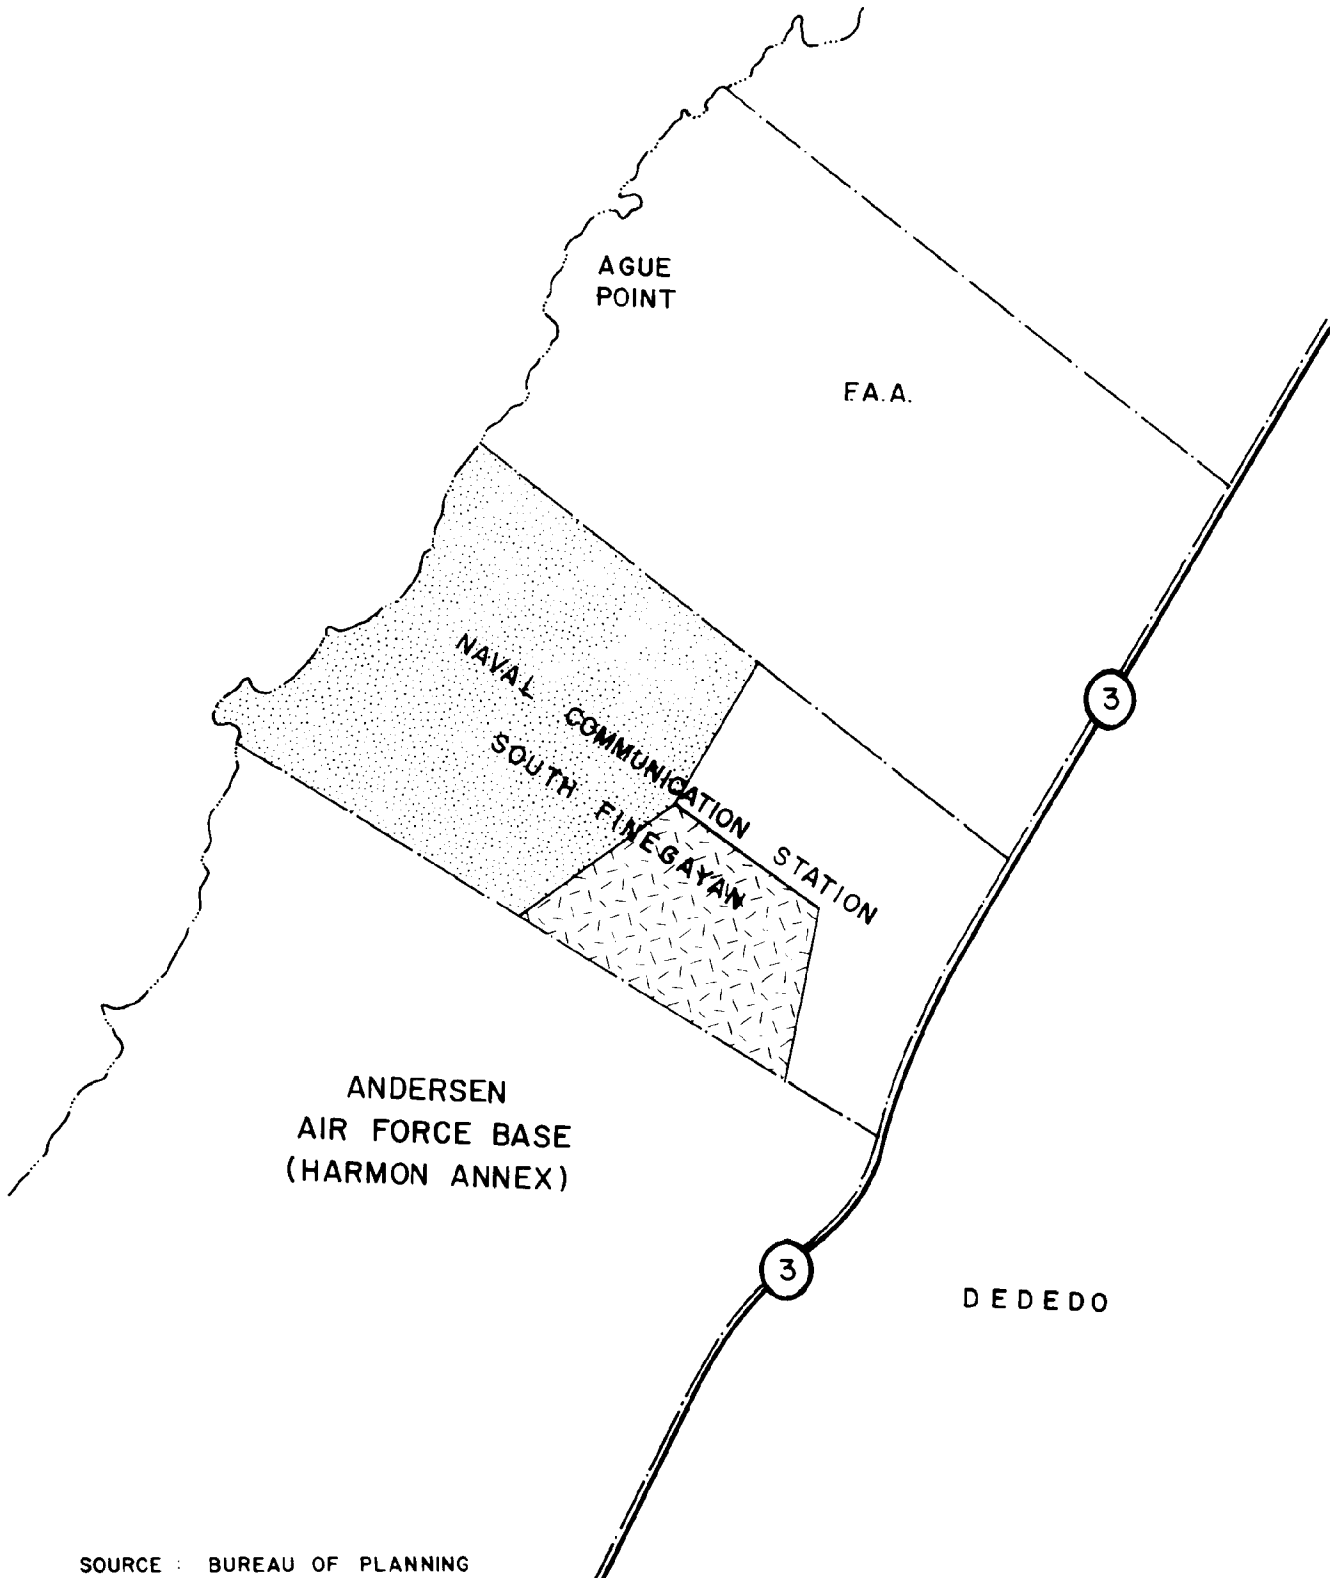 AGUE
POINT
F.A.A.
NAVAL COMMUNICATION STATION
SOUTH FINEGAYAN
3
ANDERSEN
AIR FORCE BASE
(HARMON ANNEX)
3
DEDEDO
SOURCE : BUREAU OF PLANNING